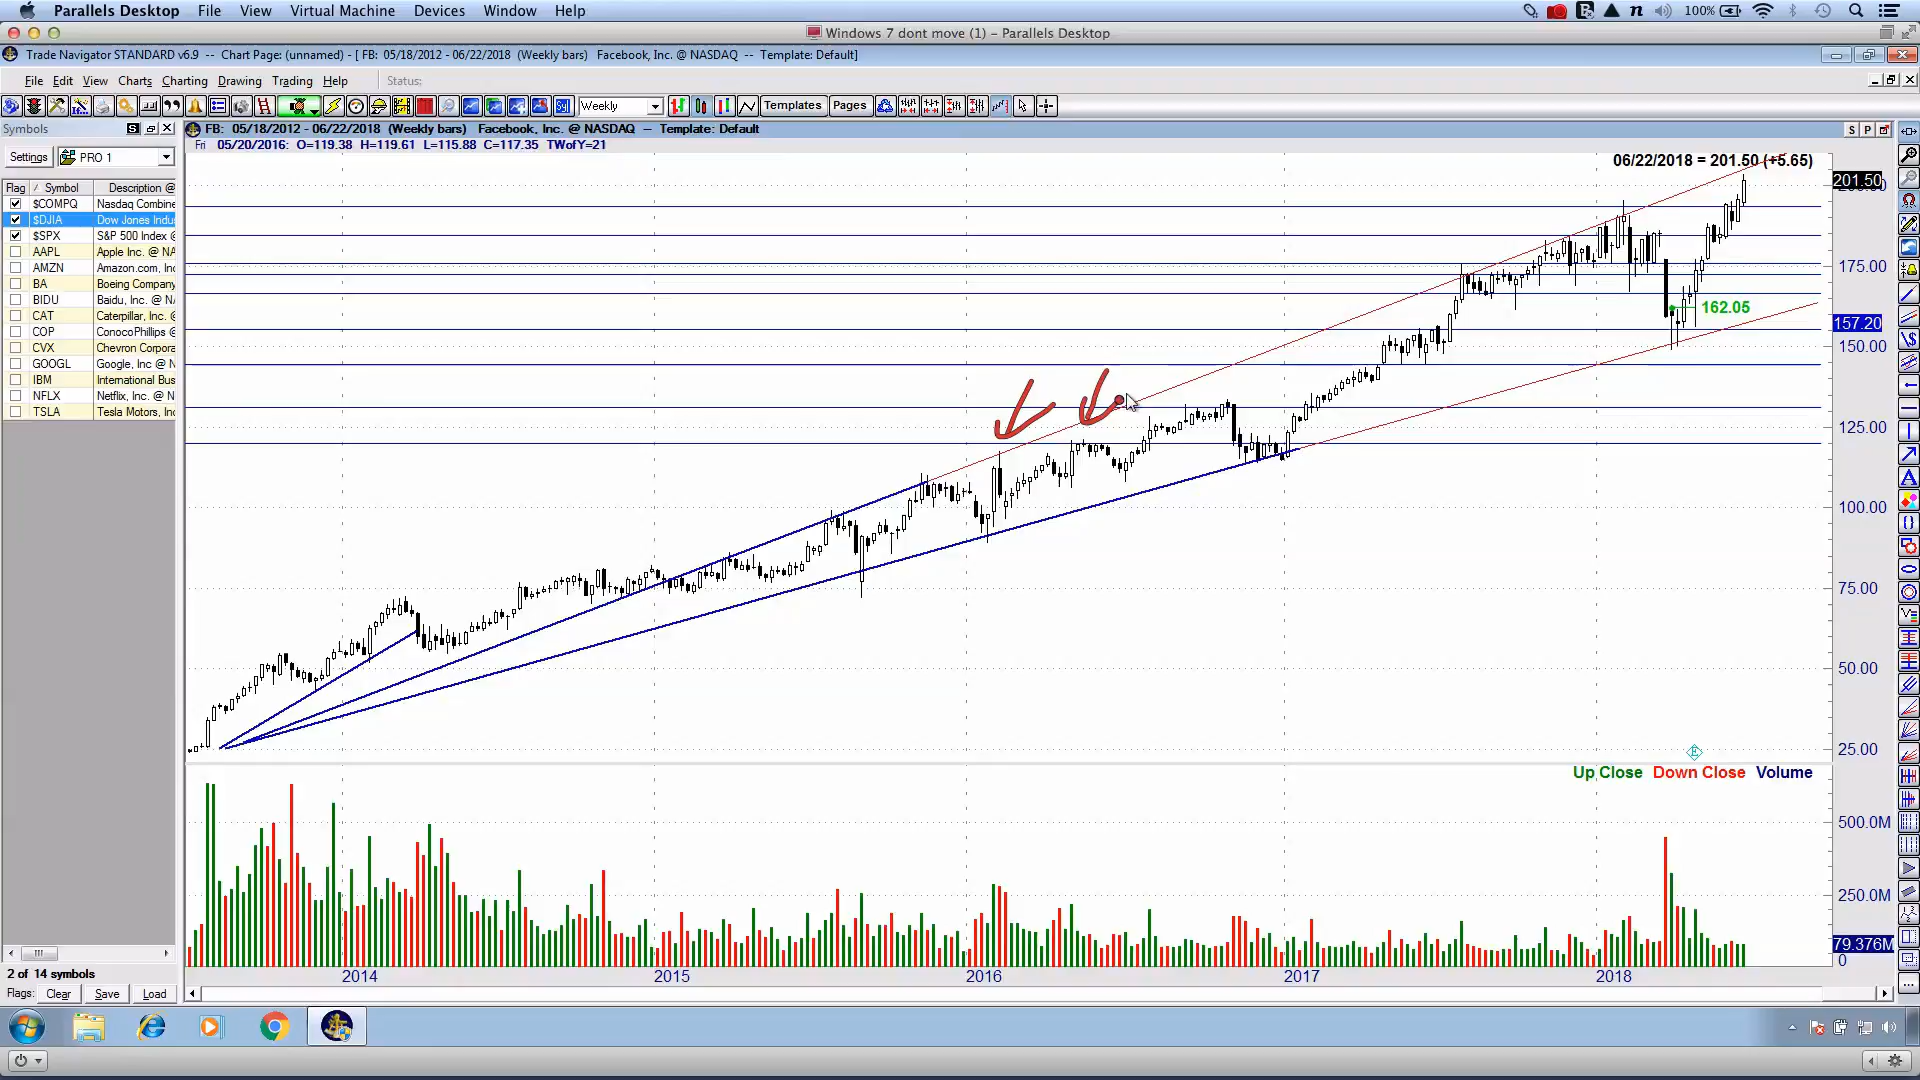 Parallels Desktop File View Virtual Machine Devices Window Help 100%
Windows 7 dont move (1) – Parallels Desktop
Trade Navigator STANDARD v6.9 -- Chart Page: (unnamed) - [ FB: 05/18/2012 - 06/22/2018 (Weekly bars) Facebook, Inc. @ NASDAQ -- Template: Default]
File Edit View Charts Charting Drawing Trading Help Status:
Weekly Templates Pages
Symbols
FB: 05/18/2012 - 06/22/2018 (Weekly bars) Facebook, Inc. @ NASDAQ -- Template: Default
S P
Settings PRO 1
Fri 05/20/2016: O=119.38 H=119.61 L=115.88 C=117.35 TWofY=21
06/22/2018 = 201.50 (+5.65)
Flag / Symbol Description @
$COMPQ Nasdaq Combine
$DJIA Dow Jones Indu
$SPX S&P 500 Index @
AAPL Apple Inc. @ NA
AMZN Amazon.com, Inc
BA Boeing Company
BIDU Baidu, Inc. @ N
CAT Caterpillar, Inc. @
COP ConocoPhillips @
CVX Chevron Corpora
GOOGL Google, Inc @ N
IBM International Bus
NFLX Netflix, Inc. @ N
TSLA Tesla Motors, Inc
201.50
175.00
162.05
157.20
150.00
125.00
100.00
75.00
50.00
25.00
E
Up Close Down Close Volume
500.0M
250.0M
79.376M
0
2014 2015 2016 2017 2018
2 of 14 symbols
Flags: Clear Save Load